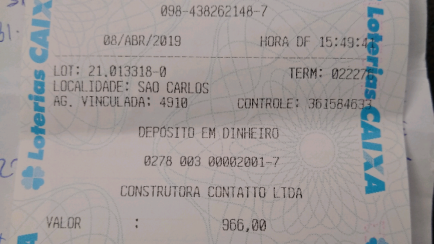 098-438262148-7
08/ABR/2019 HORA DF 15:49:4
LOT: 21.013318-0 TERM: 02227
LOCALIDADE: SAO CARLOS
AG. VINCULADA: 4910 CONTROLE: 361584633
DEPOSITO EM DINHEIRO
0278 003 00002001-7
CONSTRUTORA CONTATTO LTDA
VALOR : 966,00
Loterias CAIXA
Loterias CAIXA